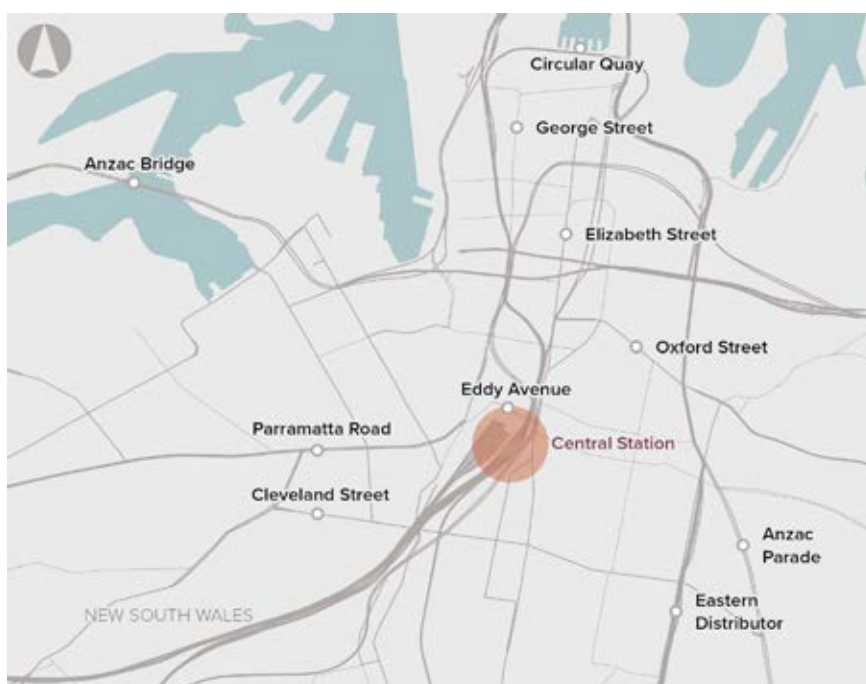 Circular Quay
George Street
Anzac Bridge
Elizabeth Street
Oxford Street
Eddy Avenue
Parramatta Road
Central Station
Cleveland Street
Anzac
Parade
NEW SOUTH WALES
Eastern
Distributor